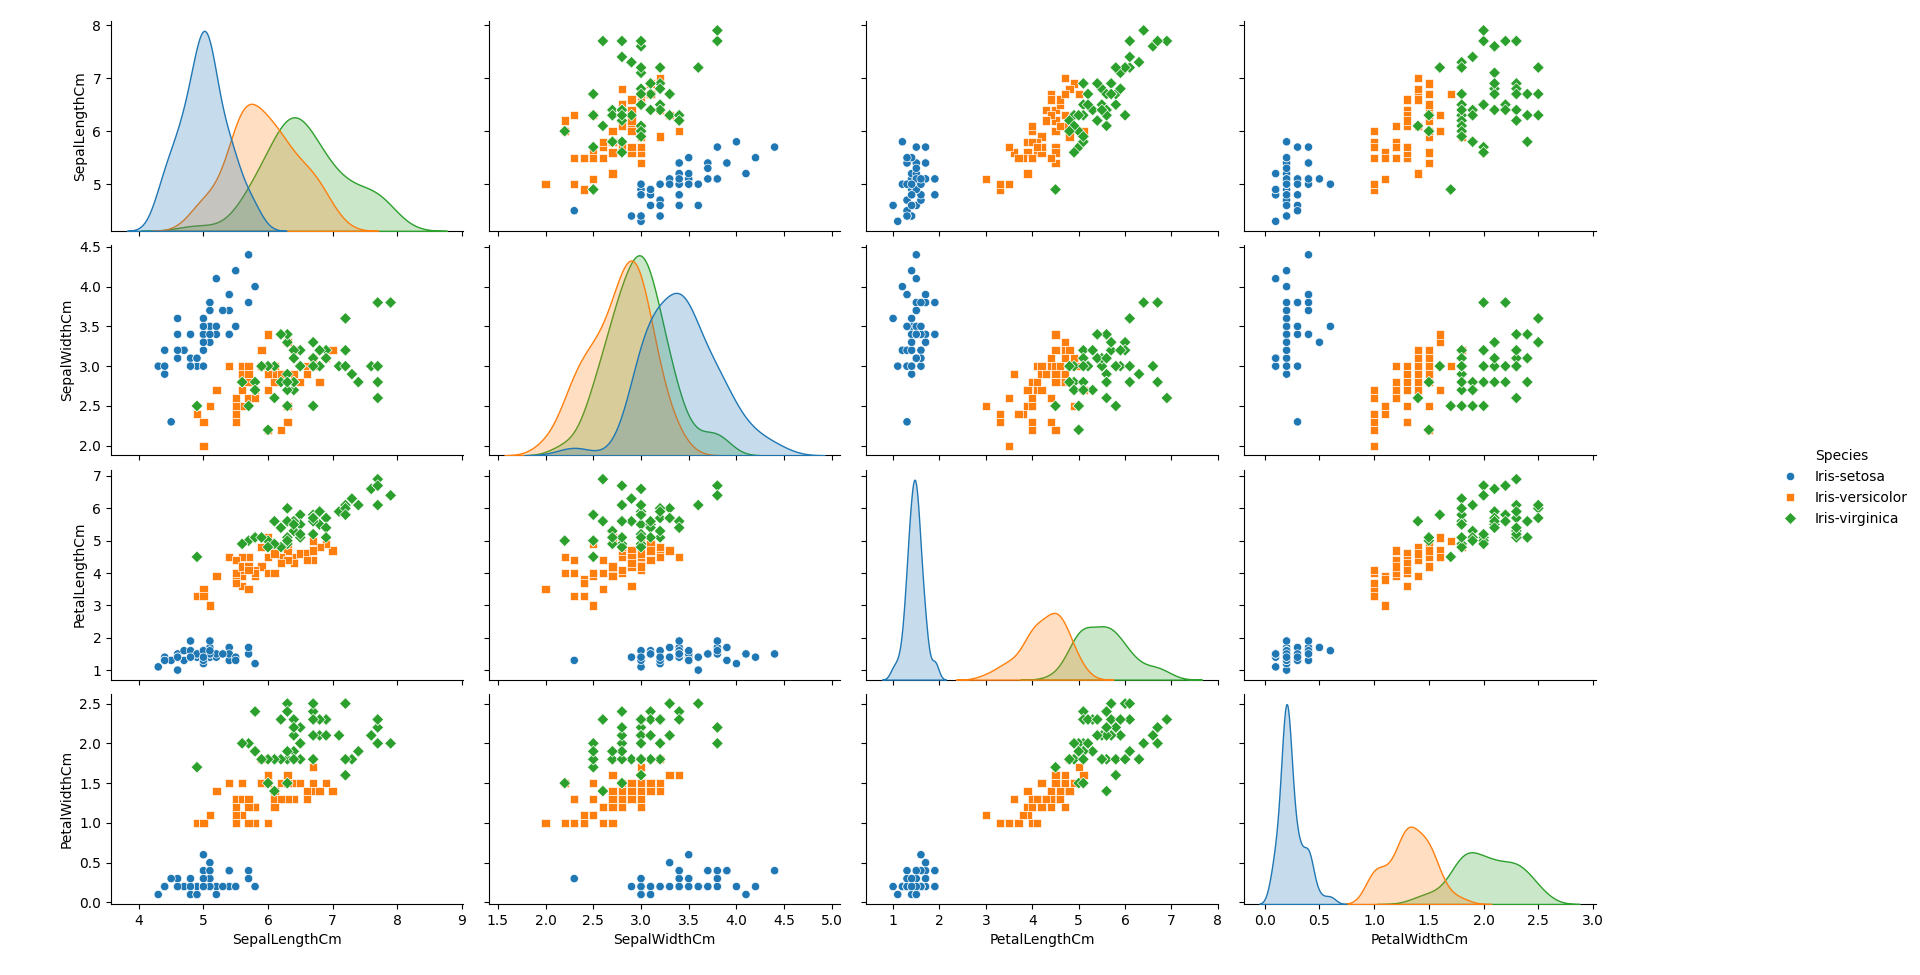 8
7
6
5
SepalLengthCm
4.5
4.0
3.5
3.0
2.5
2.0
SepalWidthCm
7
6
5
4
3
2
1
PetalLengthCm
2.5
2.0
1.5
1.0
0.5
0.0
PetalWidthCm
4 5 6 7 8 9
SepalLengthCm
1.5 2.0 2.5 3.0 3.5 4.0 4.5 5.0
SepalWidthCm
1 2 3 4 5 6 7 8
PetalLengthCm
0.0 0.5 1.0 1.5 2.0 2.5 3.0
PetalWidthCm
Species
Iris-setosa
Iris-versicolor
Iris-virginica